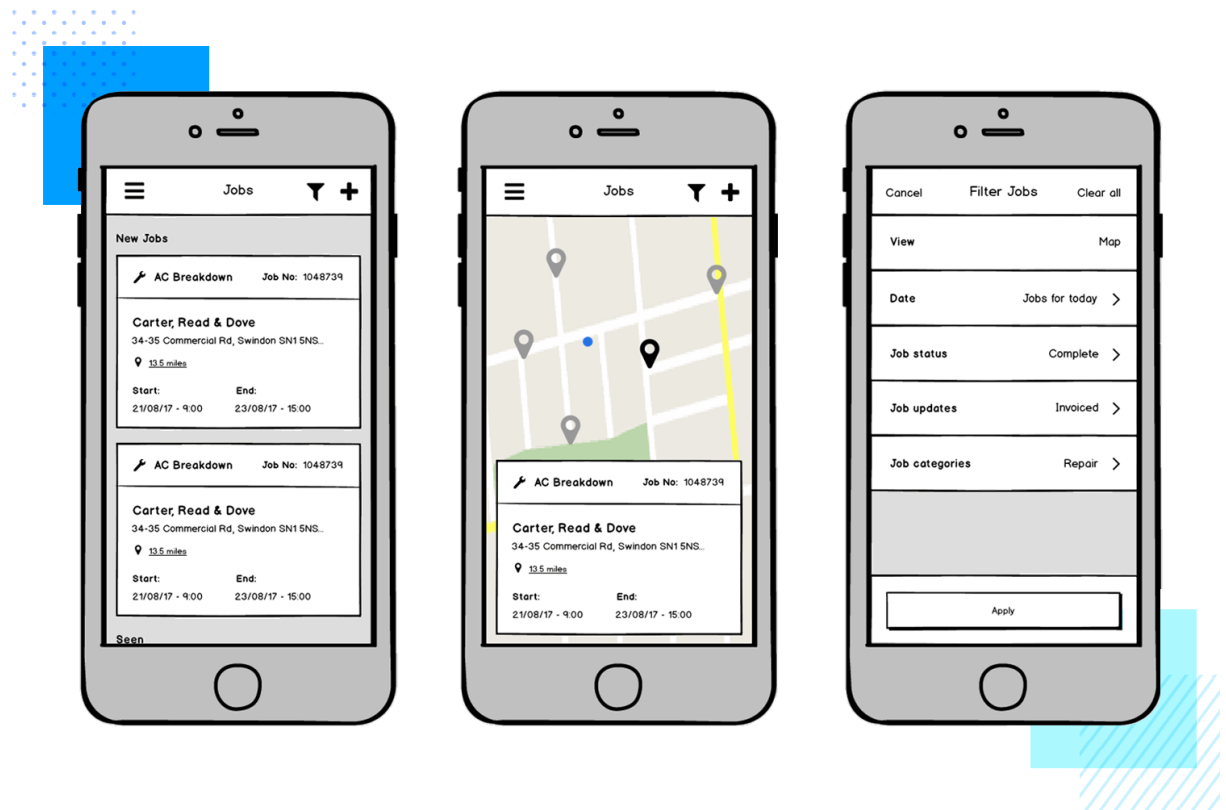 Jobs
New Jobs
AC Breakdown Job No: 1048739
Carter, Read & Dove
34-35 Commercial Rd, Swindon SN1 5NS...
13.5 miles
Start: End:
21/08/17 - 9:00 23/08/17 - 15:00
AC Breakdown Job No: 1048739
Carter, Read & Dove
34-35 Commercial Rd, Swindon SN1 5NS...
13.5 miles
Start: End:
21/08/17 - 9:00 23/08/17 - 15:00
Seen
Jobs
AC Breakdown Job No: 1048739
Carter, Read & Dove
34-35 Commercial Rd, Swindon SN1 5NS...
13.5 miles
Start: End:
21/08/17 - 9:00 23/08/17 - 15:00
Cancel Filter Jobs Clear all
View Map
Date Jobs for today
Job status Complete
Job updates Invoiced
Job categories Repair
Apply